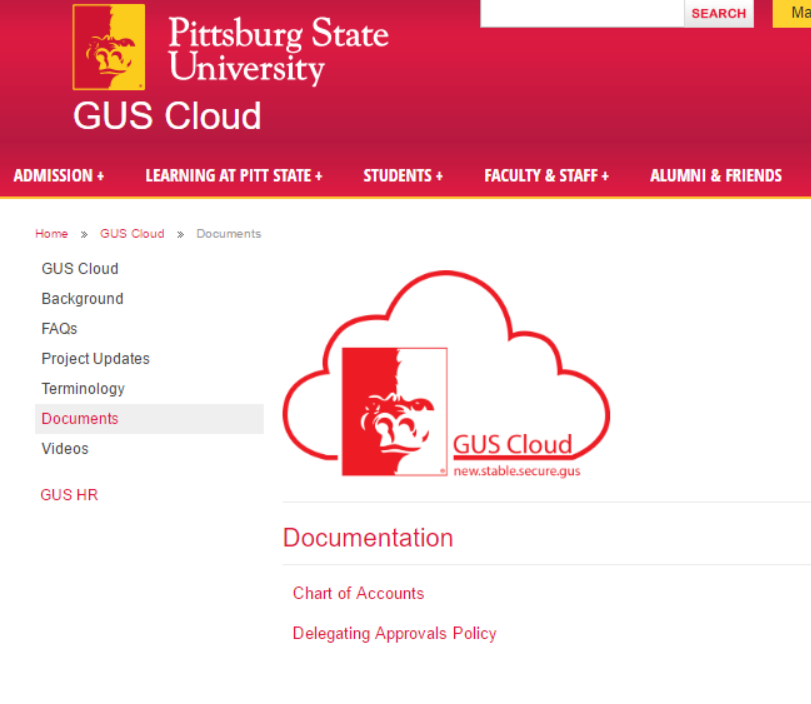 Pittsburg State
University
SEARCH
Ma
GUS Cloud
ADMISSION + LEARNING AT PITT STATE + STUDENTS + FACULTY & STAFF + ALUMNI & FRIENDS
Home » GUS Cloud » Documents
GUS Cloud
Background
FAQs
Project Updates
Terminology
Documents
Videos
GUS HR
GUS Cloud
new.stable.secure.gus
Documentation
Chart of Accounts
Delegating Approvals Policy